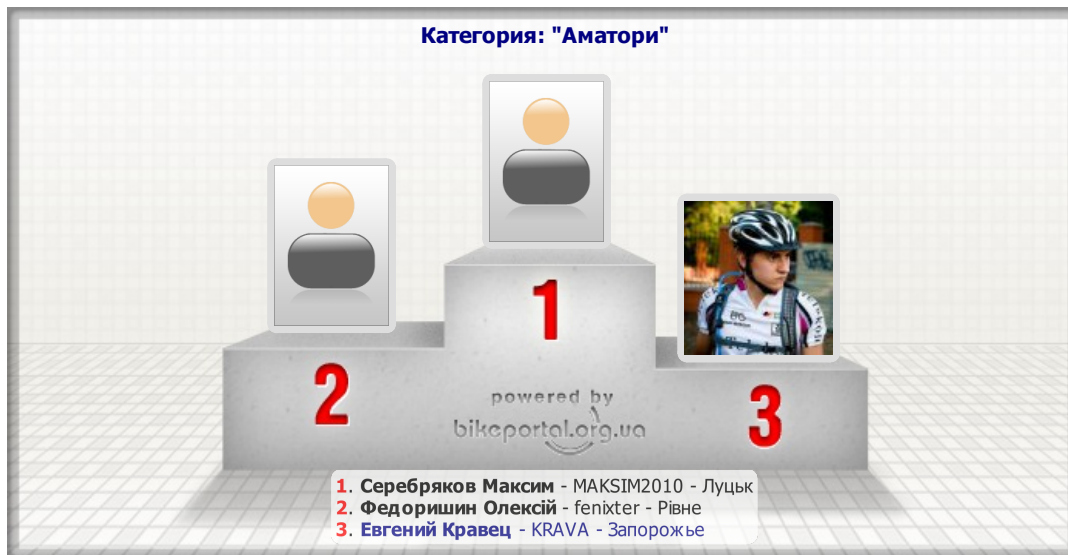 Категория: "Аматори"
1
2
3
powered by
bikeportal.org.ua
1. Серебряков Максим - MAKSIM2010 - Луцьк
2. Федоришин Олексій - fenixter - Рівне
3. Евгений Кравец - KRAVA - Запорожье